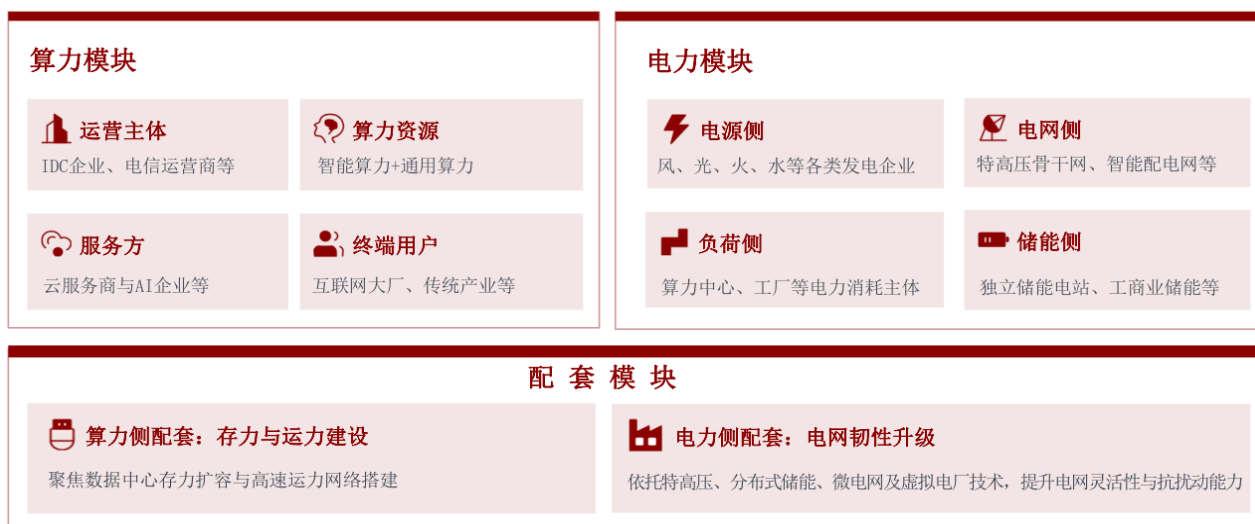 算力模块
运营主体
IDC企业、电信运营商等
算力资源
智能算力+通用算力
服务方
云服务商与AI企业等
终端用户
互联网大厂、传统产业等
电力模块
电源侧
风、光、火、水等各类发电企业
电网侧
特高压骨干网、智能配电网等
负荷侧
算力中心、工厂等电力消耗主体
储能侧
独立储能电站、工商业储能等
配套模块
算力侧配套：存力与运力建设
聚焦数据中心存力扩容与高速运力网络搭建
电力侧配套：电网韧性升级
依托特高压、分布式储能、微电网及虚拟电厂技术，提升电网灵活性与抗扰动能力